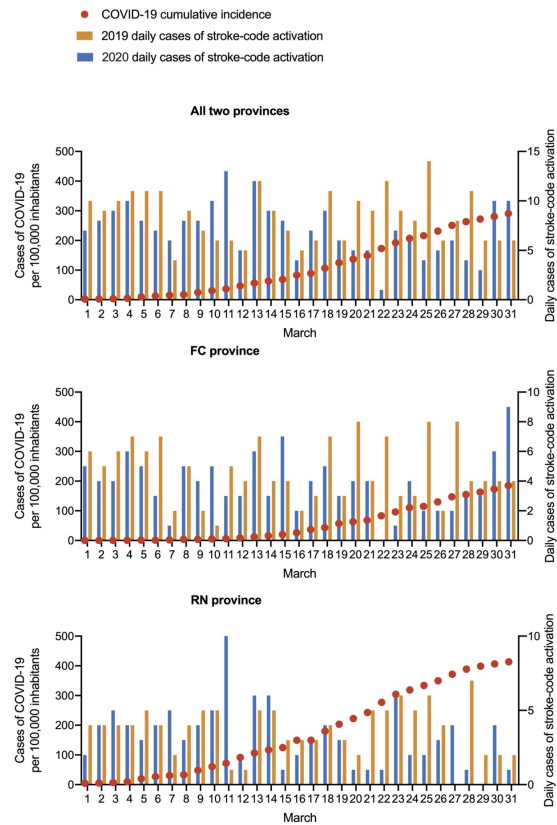 COVID-19 cumulative incidence
2019 daily cases of stroke-code activation
2020 daily cases of stroke-code activation
All two provinces
Cases of COVID-19
per 100,000 inhabitants
500
400
300
200
100
0
15
10
5
0
Daily cases of stroke-code activation
1 2 3 4 5 6 7 8 9 10 11 12 13 14 15 16 17 18 19 20 21 22 23 24 25 26 27 28 29 30 31
March
FC province
Cases of COVID-19
per 100,000 inhabitants
500
400
300
200
100
0
10
8
6
4
2
0
Daily cases of stroke-code activation
1 2 3 4 5 6 7 8 9 10 11 12 13 14 15 16 17 18 19 20 21 22 23 24 25 26 27 28 29 30 31
March
RN province
Cases of COVID-19
per 100,000 inhabitants
500
400
300
200
100
0
10
5
0
Daily cases of stroke-code activation
1 2 3 4 5 6 7 8 9 10 11 12 13 14 15 16 17 18 19 20 21 22 23 24 25 26 27 28 29 30 31
March